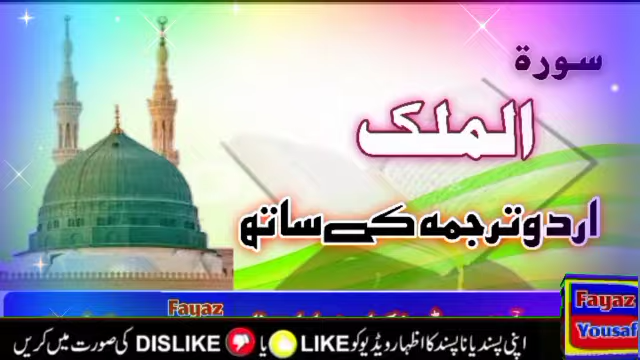 سورة
الملک
اردو ترجمہ کے ساتھ
Fayaz
Fayaz
Yousaf
اپنی پسند یا ناپسند کا اظہار ویڈیو کو LIKE یا DISLIKE کی صورت میں کریں